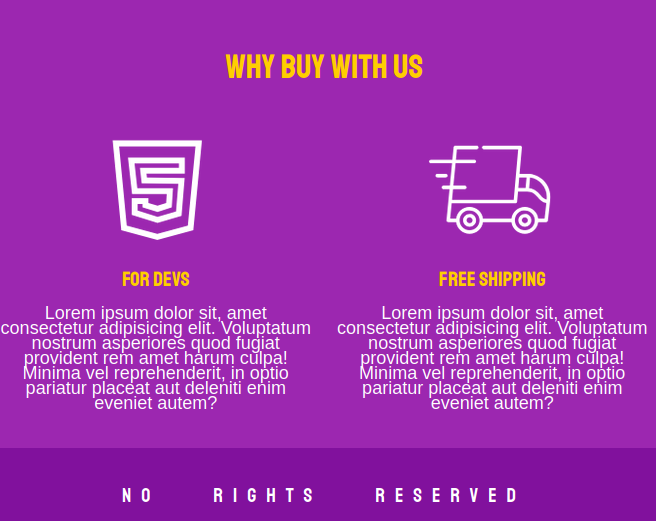 WHY BUY WITH US
5
FOR DEVS
Lorem ipsum dolor sit, amet
consectetur adipisicing elit. Voluptatum
nostrum asperiores quod fugiat
provident rem amet harum culpa!
Minima vel reprehenderit, in optio
pariatur placeat aut deleniti enim
eveniet autem?
FREE SHIPPING
Lorem ipsum dolor sit, amet
consectetur adipisicing elit. Voluptatum
nostrum asperiores quod fugiat
provident rem amet harum culpa!
Minima vel reprehenderit, in optio
pariatur placeat aut deleniti enim
eveniet autem?
NO RIGHTS RESERVED